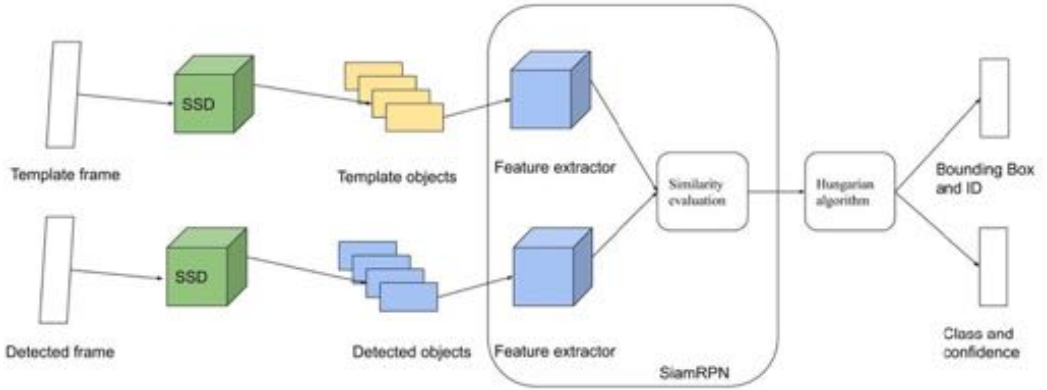 SSD
Template frame
Template objects
Feature extractor
Similarity
evaluation
Hungarian
algorithm
Bounding Box
and ID
SSD
Detected frame
Detected objects
Feature extractor
SiamRPN
Class and
confidence